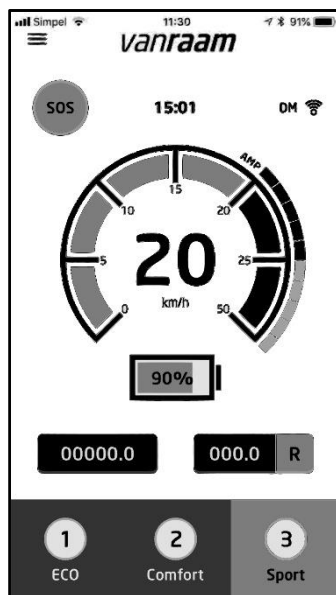 Simpel 11:30 91%
vanraam
SOS 15:01 DM
AMP
15
10 20
20
5 25
km/h
0 50
90%
00000.0 000.0 R
1 2 3
ECO Comfort Sport